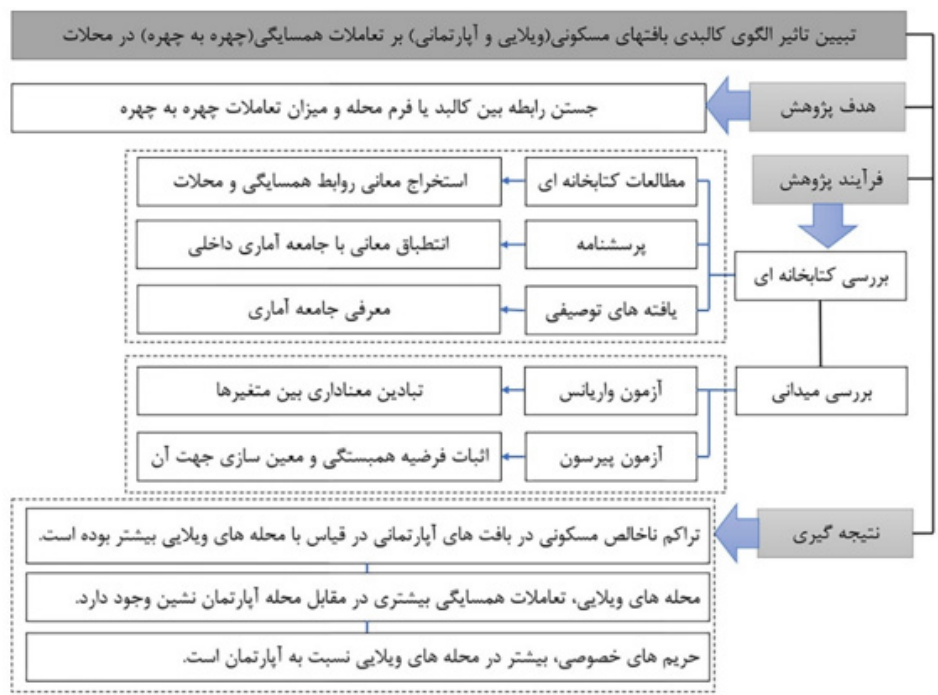 تبیین تاثیر الگوی کالبدی بافتهای مسکونی(ویلایی و آپارتمانی) بر تعاملات همسایگی(چهره به چهره) در محلات
هدف پژوهش
جستن رابطه بین کالبد یا فرم محله و میزان تعاملات چهره به چهره
فرآیند پژوهش
بررسی کتابخانه ای
مطالعات کتابخانه ای
استخراج معانی روابط همسایگی و محلات
پرسشنامه
انتطباق معانی با جامعه آماری داخلی
یافته های توصیفی
معرفی جامعه آماری
بررسی میدانی
آزمون واریانس
تبادین معناداری بین متغیرها
آزمون پیرسون
اثبات فرضیه همبستگی و معین سازی جهت آن
نتیجه گیری
تراکم ناخالص مسکونی در بافت های آپارتمانی در قیاس با محله های ویلایی بیشتر بوده است.
محله های ویلایی، تعاملات همسایگی بیشتری در مقابل محله آپارتمان نشین وجود دارد.
حریم های خصوصی، بیشتر در محله های ویلایی نسبت به آپارتمان است.